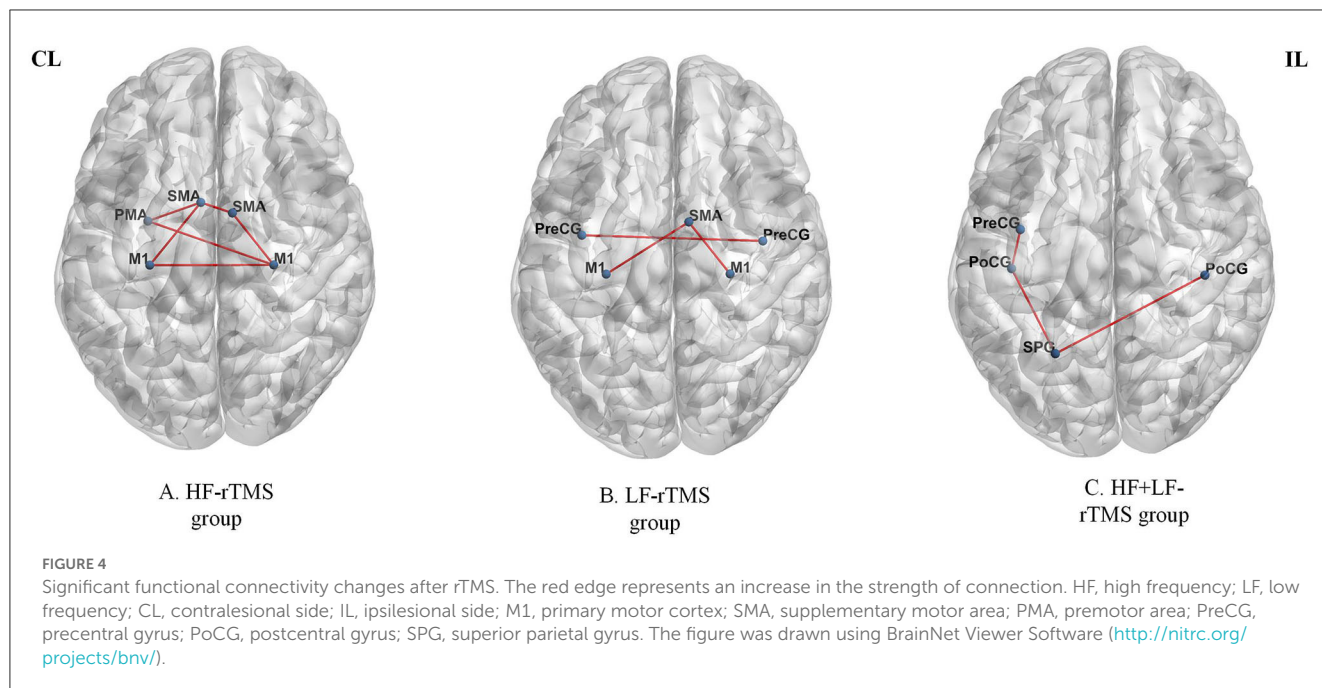 CL
IL
SMA
SMA
PMA
M1
M1
SMA
PreCG
PreCG
M1
M1
PreCG
PoCG
PoCG
SPG
A. HF-rTMS
group
B. LF-rTMS
group
C. HF+LF-
rTMS group
FIGURE 4
Significant functional connectivity changes after rTMS. The red edge represents an increase in the strength of connection. HF, high frequency; LF, low
frequency; CL, contralesional side; IL, ipsilesional side; M1, primary motor cortex; SMA, supplementary motor area; PMA, premotor area; PreCG,
precentral gyrus; PoCG, postcentral gyrus; SPG, superior parietal gyrus. The figure was drawn using BrainNet Viewer Software (http://nitrc.org/
projects/bnv/).